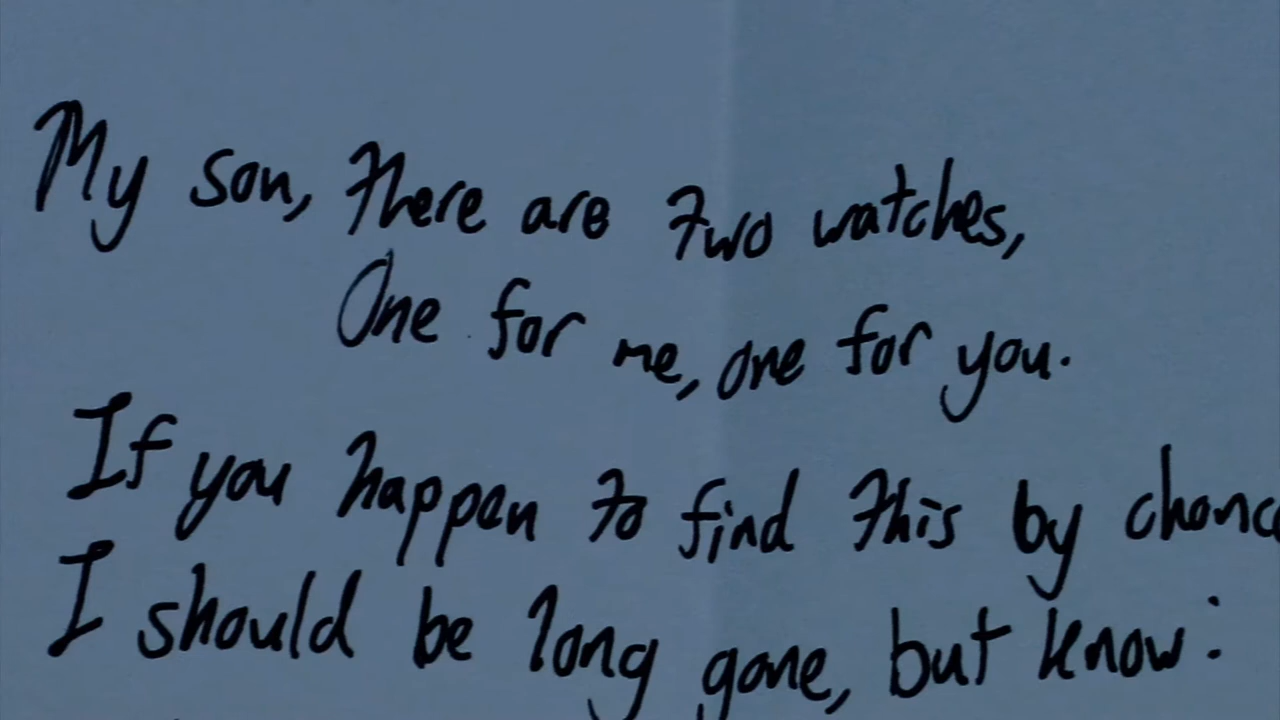 My son, there are two watches,
One for me, one for you.
If you happen to find this by chanc
I should be long gone, but know: